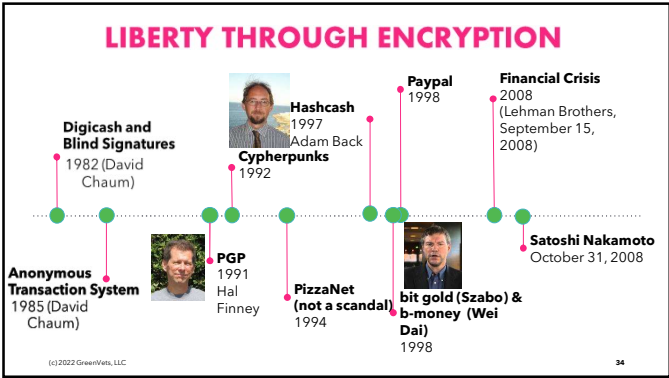 LIBERTY THROUGH ENCRYPTION
Digicash and
Blind Signatures
1982 (David
Chaum)
Hashcash
1997
Adam Back
Cypherpunks
1992
Paypal
1998
Financial Crisis
2008
(Lehman Brothers,
September 15,
2008)
Anonymous
Transaction System
1985 (David
Chaum)
PGP
1991
Hal
Finney
PizzaNet
(not a scandal)
1994
bit gold (Szabo) &
b-money (Wei
Dai)
1998
Satoshi Nakamoto
October 31, 2008
(c) 2022 GreenVets, LLC
34